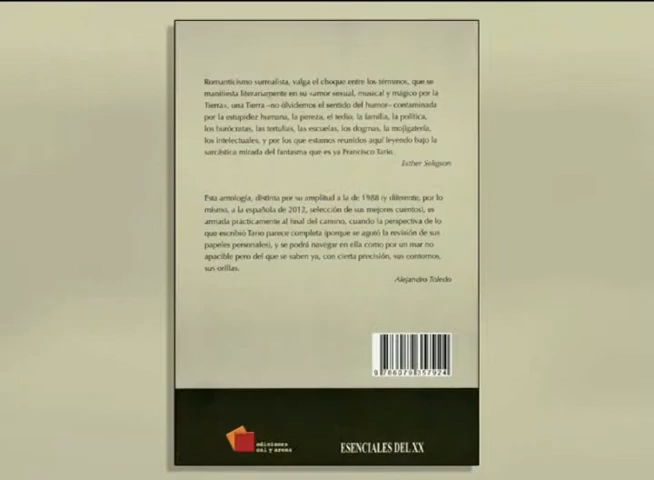 Romanticismo surrealista, valga el choque entre los términos, que se
manifiesta literariamente en su «amor sexual, musical y mágico por la
Tierra», una Tierra –no olvidemos el sentido del humor– contaminada
por la estupidez humana, la pereza, el tedio, la familia, la política,
los burócratas, las tertulias, las escuelas, los dogmas, la mojigatería,
los intelectuales, y por los que estamos reunidos aquí leyendo bajo la
sarcástica mirada del fantasma que es ya Francisco Tario.
Esther Seligson
Esta antología, distinta por su amplitud a la de 1988 (y diferente, por lo
mismo, a la española de 2012, selección de sus mejores cuentos), es
armada prácticamente al final del camino, cuando la perspectiva de lo
que escribió Tario parece completa (porque se agotó la revisión de sus
papeles personales), y se podrá navegar en ella como por un mar no
apacible pero del que se saben ya, con cierta precisión, sus contornos,
sus orillas.
Alejandro Toledo
9 786079 357924
ediciones
cal y arena
ESENCIALES DEL XX